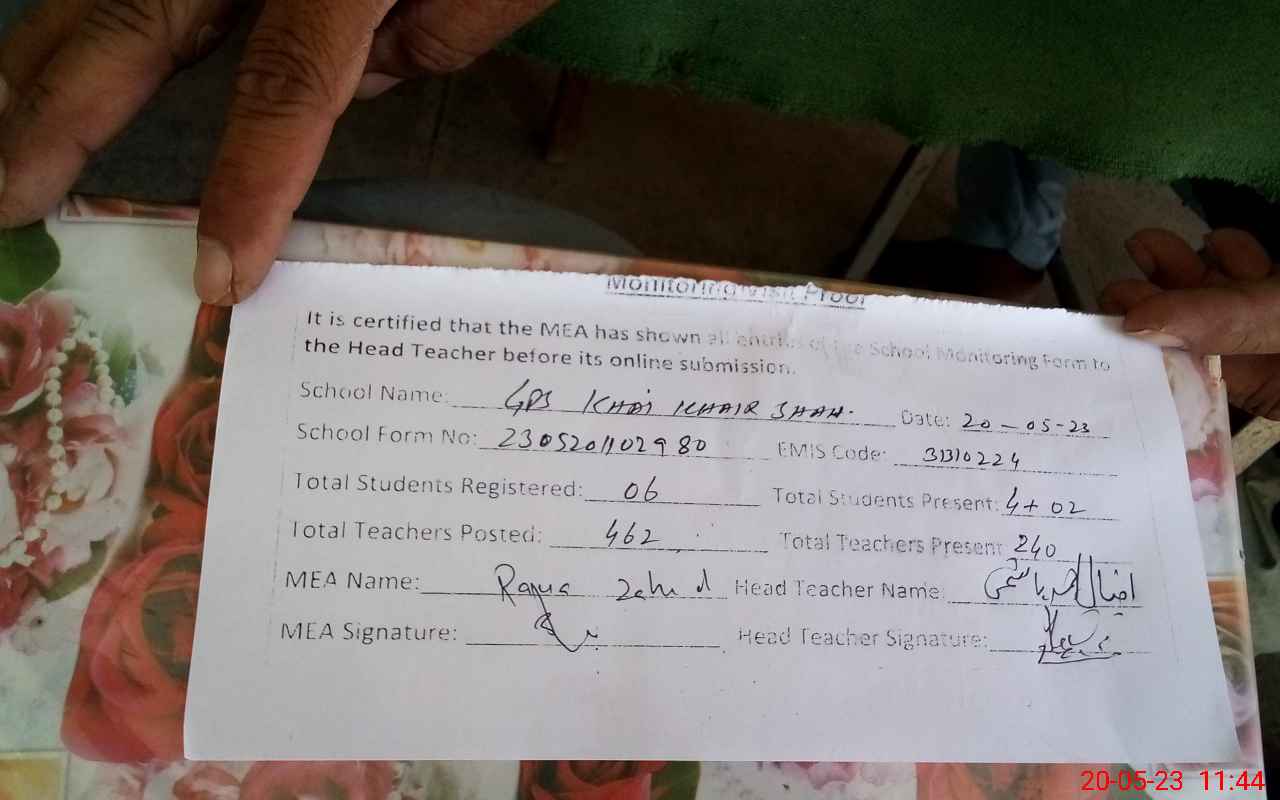 Monitoring Visit Proof
It is certified that the MEA has shown all entries of the School Monitoring Form to
the Head Teacher before its online submission.
School Name: GPS KHAI KHAIR SHAH. Date: 20-05-23
School Form No: 2305201102980 EMIS Code: 31310224
Total Students Registered: 06 Total Students Present: 4+02
Total Teachers Posted: 462 Total Teachers Present 240
MEA Name: Zahid Head Teacher Name:
MEA Signature: Head Teacher Signature:
20-05-23 11:44